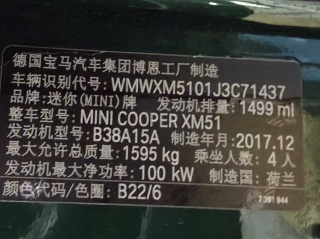 德国宝马汽车集团博恩工厂制造
车辆识别代号: WMWXM5101J3C71437
品牌: 迷你(MINI)牌 发动机排量: 1499 ml
整车型号: MINI COOPER XM51
发动机型号: B38A15A 制造年月: 2017.12
最大允许总质量: 1595 kg 乘坐人数: 4 人
发动机最大净功率: 100 kW 制造国: 荷兰
颜色代码/色圈: B22/6
7 391 944